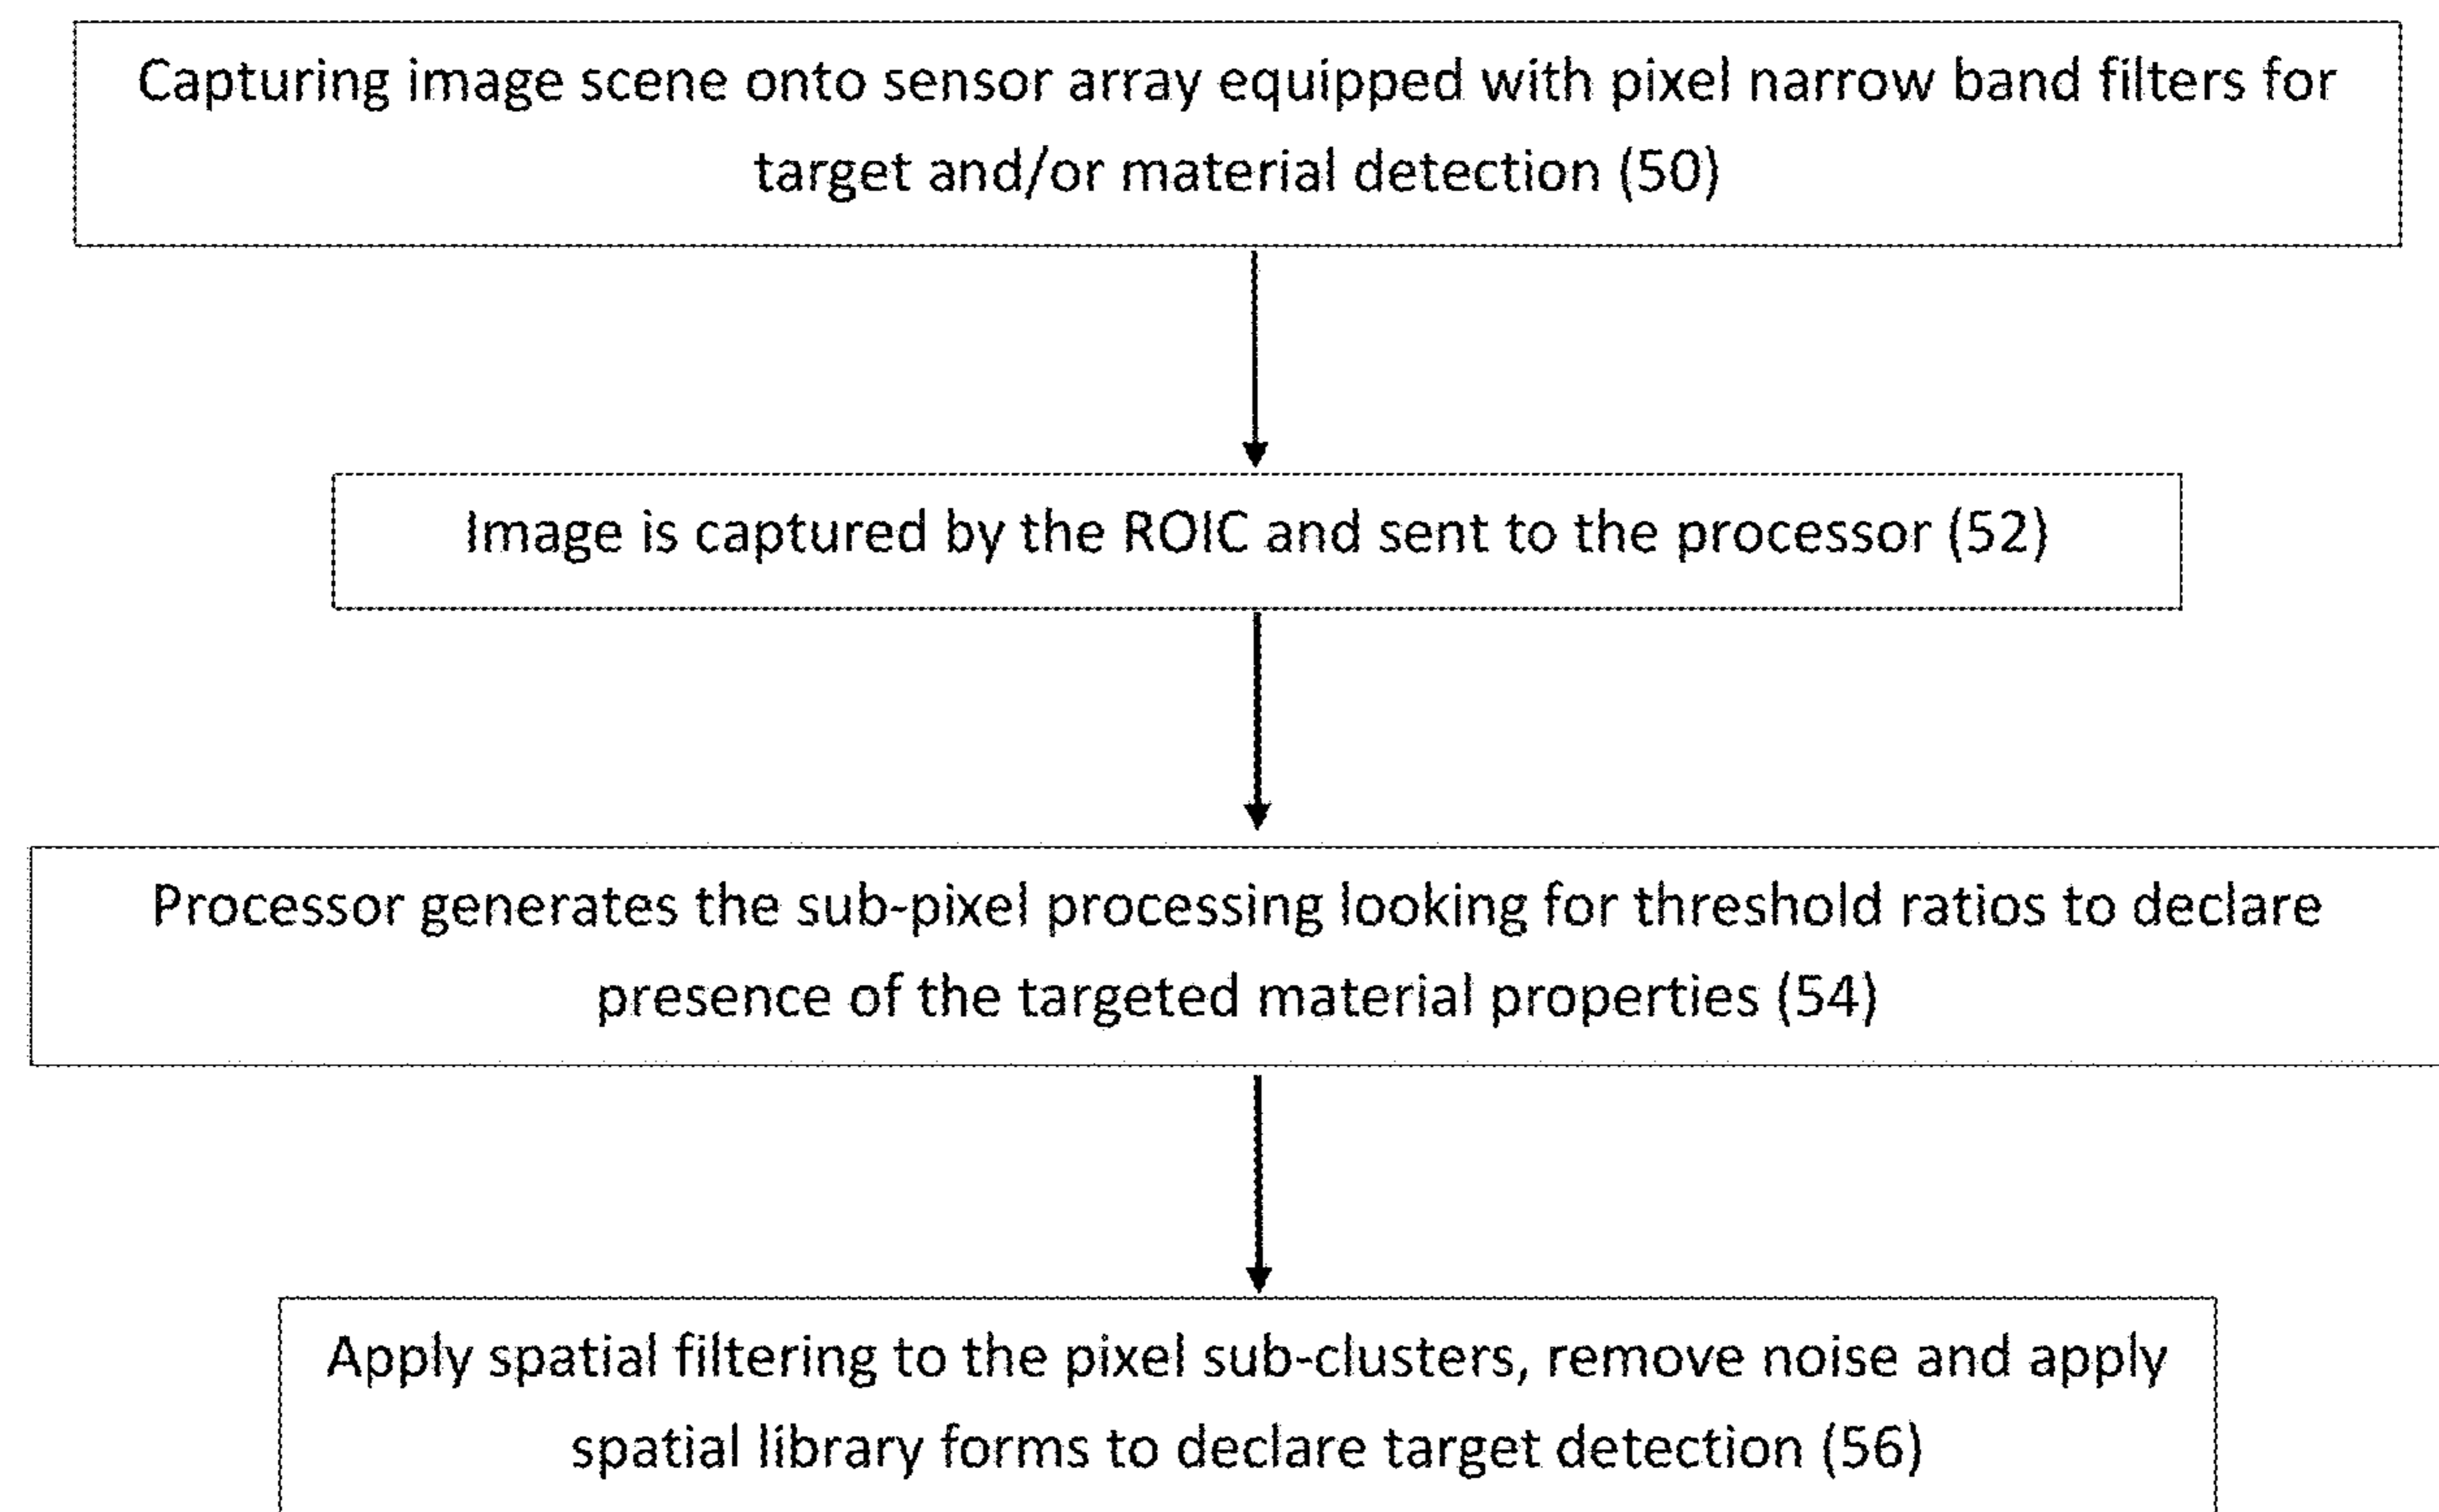 Capturing image scene onto sensor array equipped with pixel narrow band filters for
target and/or material detection (50)
Image is captured by the ROIC and sent to the processor (52)
Processor generates the sub-pixel processing looking for threshold ratios to declare
presence of the targeted material properties (54)
Apply spatial filtering to the pixel sub-clusters, remove noise and apply
spatial library forms to declare target detection (56)